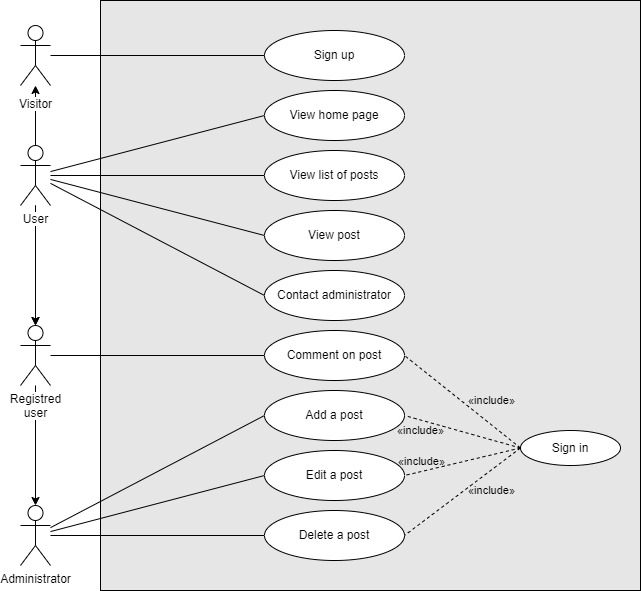 Sign up
Visitor
View home page
View list of posts
User
View post
Contact administrator
Comment on post
Registred
user
«include»
Add a post
«include»
Sign in
«include»
Edit a post
«include»
Delete a post
Administrator